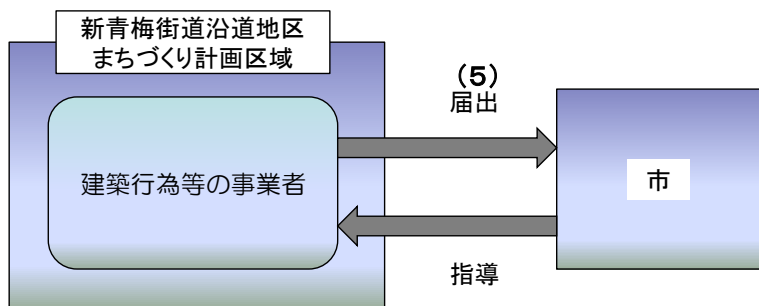 新青梅街道沿道地区
まちづくり計画区域
(5)
届出
建築行為等の事業者
市
指導